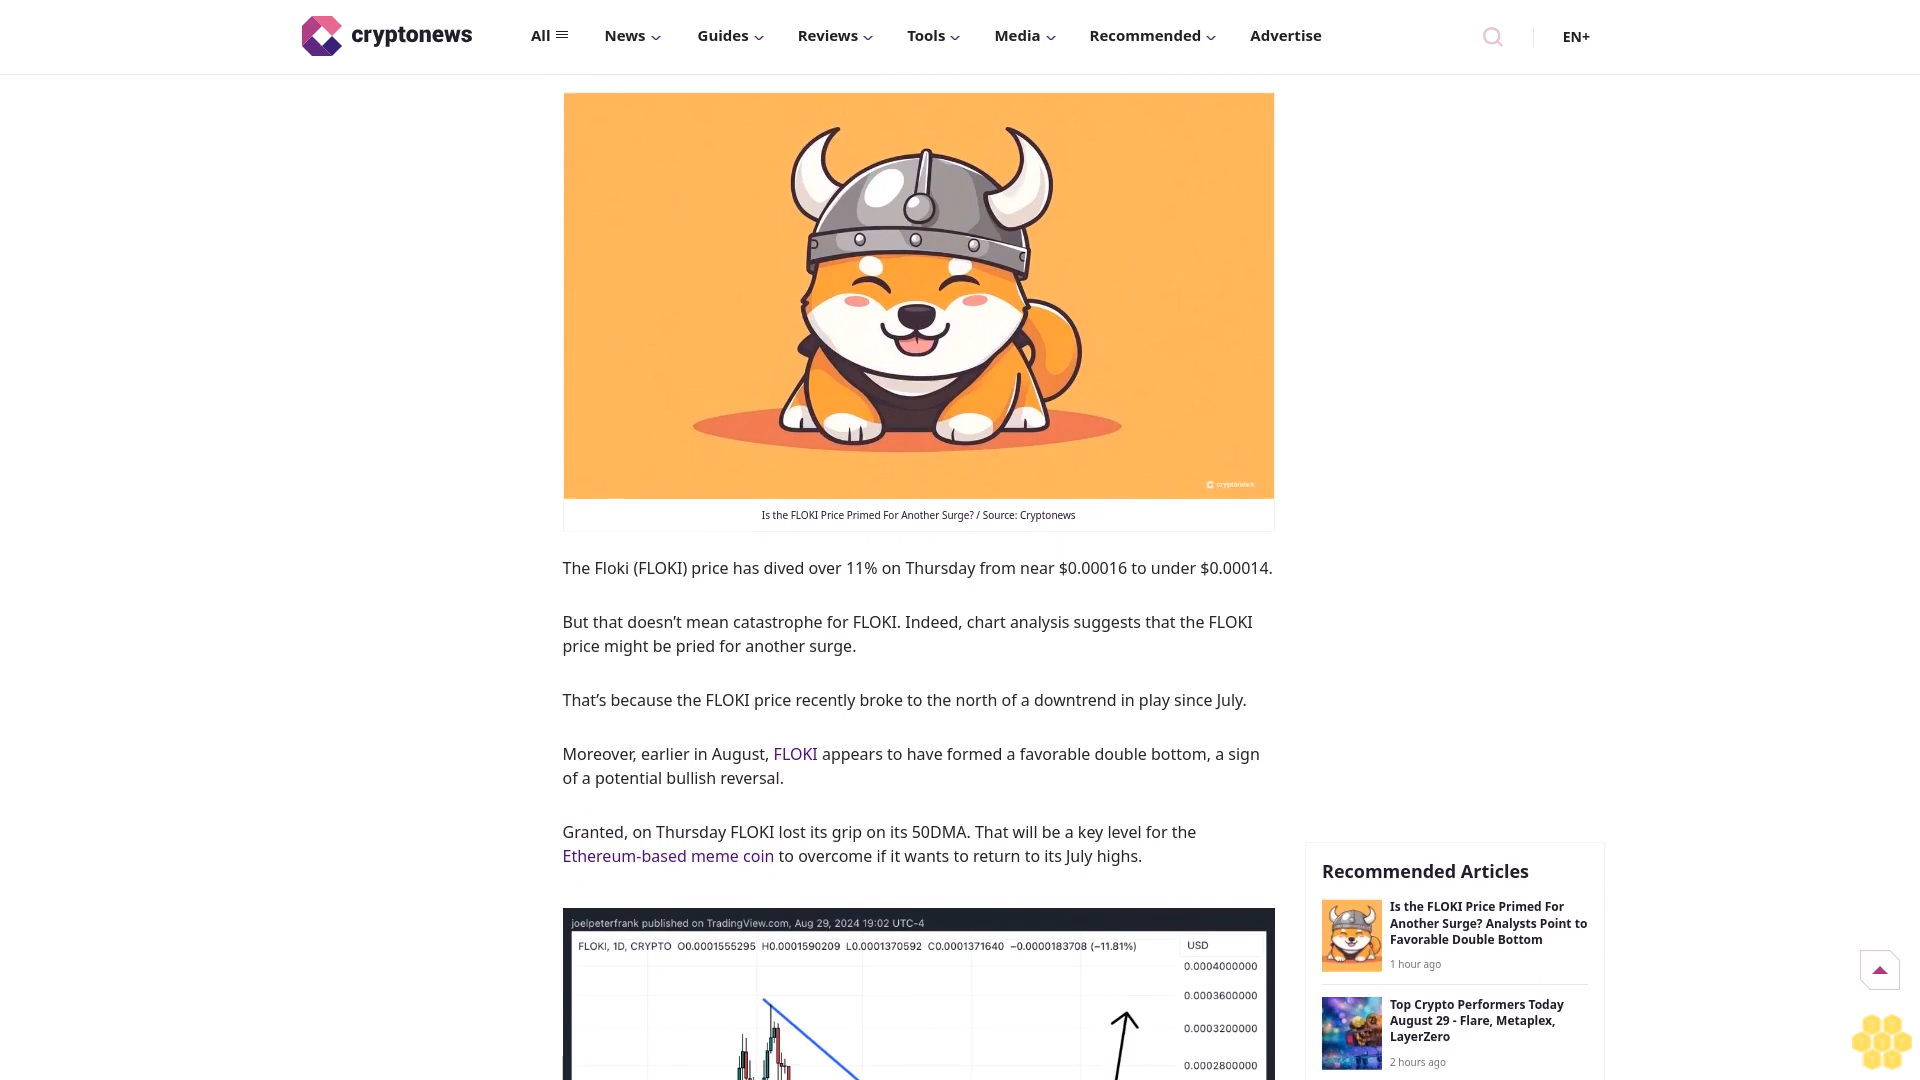 cryptonews
All
News
Guides
Reviews
Tools
Media
Recommended
Advertise
EN+
cryptonews
Is the FLOKI Price Primed For Another Surge? / Source: Cryptonews
The Floki (FLOKI) price has dived over 11% on Thursday from near $0.00016 to under $0.00014.
But that doesn’t mean catastrophe for FLOKI. Indeed, chart analysis suggests that the FLOKI
price might be pried for another surge.
That’s because the FLOKI price recently broke to the north of a downtrend in play since July.
Moreover, earlier in August, FLOKI appears to have formed a favorable double bottom, a sign
of a potential bullish reversal.
Granted, on Thursday FLOKI lost its grip on its 50DMA. That will be a key level for the
Ethereum-based meme coin to overcome if it wants to return to its July highs.
joelpeterfrank published on TradingView.com, Aug 29, 2024 19:02 UTC-4
FLOKI, 1D, CRYPTO O0.0001555295 H0.0001590209 L0.0001370592 C0.0001371640 −0.0000183708 (−11.81%)
USD
0.0004000000
0.0003600000
0.0003200000
0.0002800000
Recommended Articles
Is the FLOKI Price Primed For
Another Surge? Analysts Point to
Favorable Double Bottom
1 hour ago
Top Crypto Performers Today
August 29 - Flare, Metaplex,
LayerZero
2 hours ago